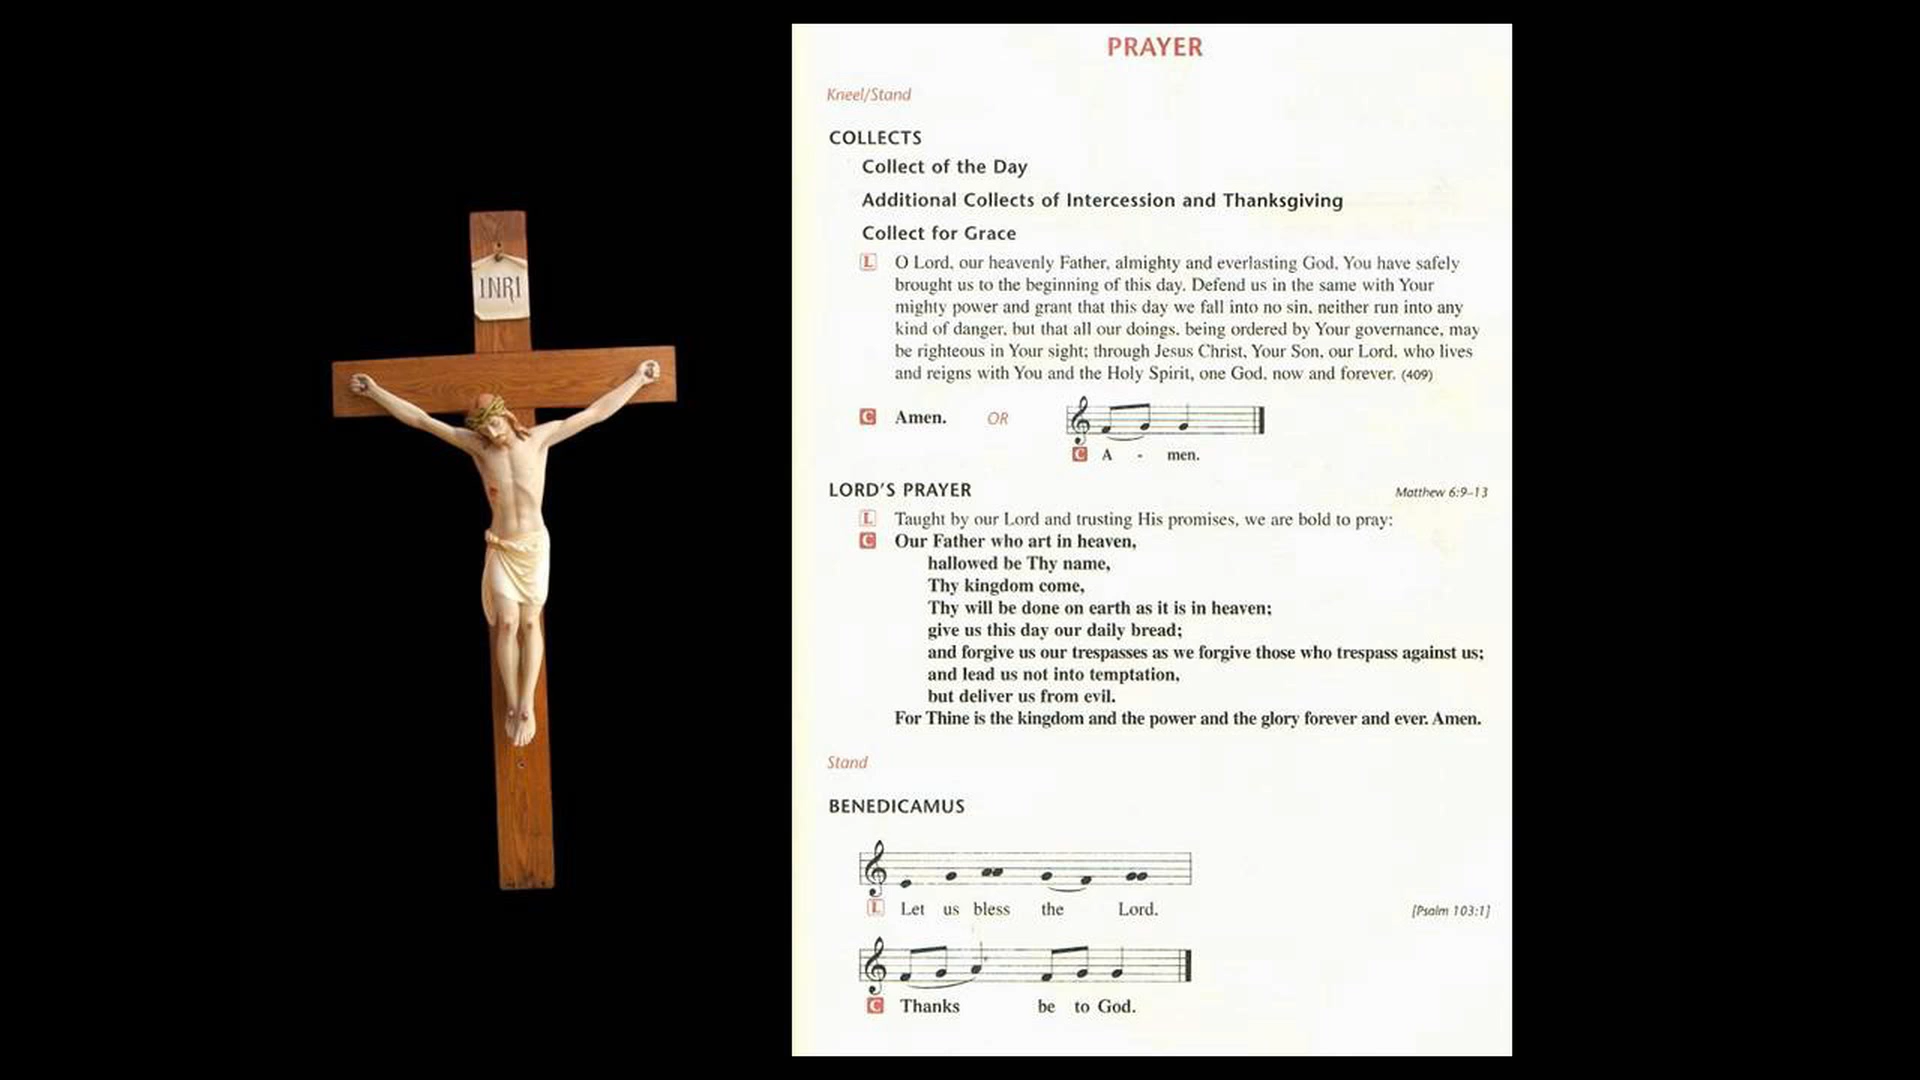 INRI
PRAYER
Kneel/Stand
COLLECTS
Collect of the Day
Additional Collects of Intercession and Thanksgiving
Collect for Grace
L O Lord, our heavenly Father, almighty and everlasting God, You have safely
brought us to the beginning of this day. Defend us in the same with Your
mighty power and grant that this day we fall into no sin, neither run into any
kind of danger, but that all our doings, being ordered by Your governance, may
be righteous in Your sight; through Jesus Christ, Your Son, our Lord, who lives
and reigns with You and the Holy Spirit, one God, now and forever. (409)
C Amen. OR
C A - men.
LORD'S PRAYER Matthew 6:9–13
L Taught by our Lord and trusting His promises, we are bold to pray:
C Our Father who art in heaven,
hallowed be Thy name,
Thy kingdom come,
Thy will be done on earth as it is in heaven;
give us this day our daily bread;
and forgive us our trespasses as we forgive those who trespass against us;
and lead us not into temptation,
but deliver us from evil.
For Thine is the kingdom and the power and the glory forever and ever. Amen.
Stand
BENEDICAMUS
L Let us bless the Lord. [Psalm 103:1]
C Thanks be to God.